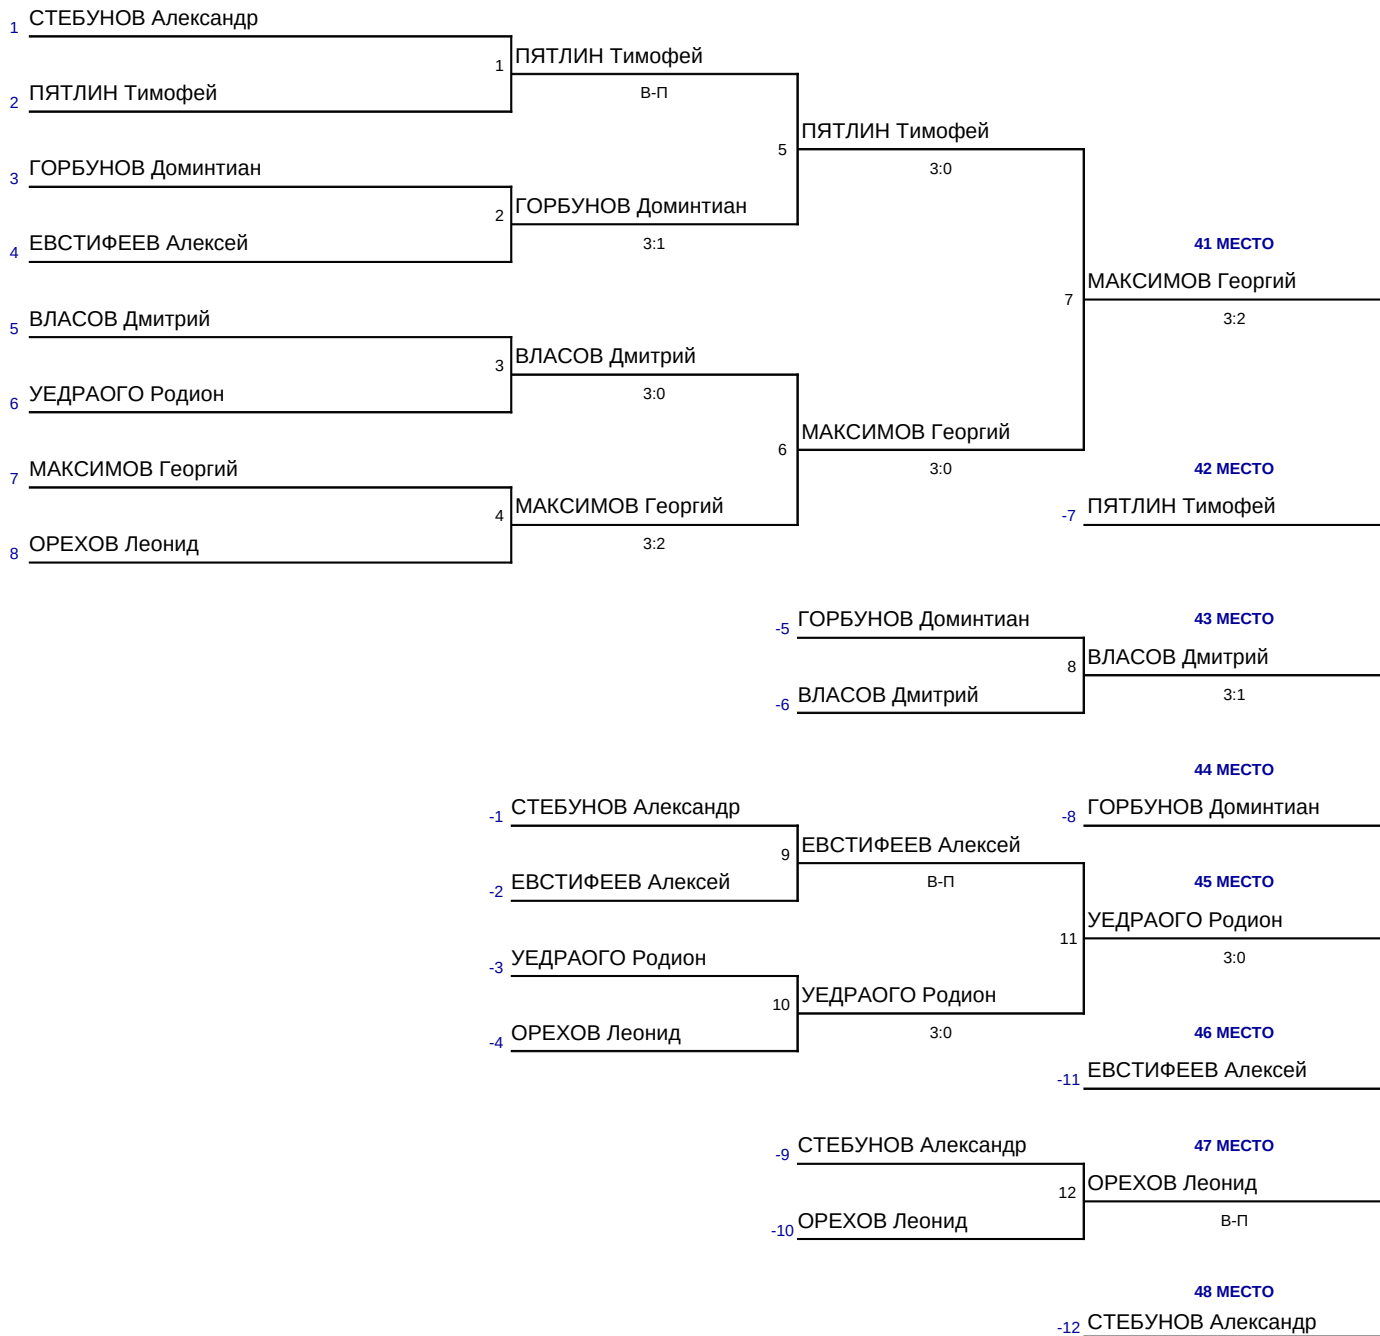 1 СТЕБУНОВ Александр
1 ПЯТЛИН Тимофей
В-П
2 ПЯТЛИН Тимофей
5 ПЯТЛИН Тимофей
3:0
3 ГОРБУНОВ Доминтиан
2 ГОРБУНОВ Доминтиан
3:1
4 ЕВСТИФЕЕВ Алексей
41 МЕСТО
7 МАКСИМОВ Георгий
3:2
5 ВЛАСОВ Дмитрий
3 ВЛАСОВ Дмитрий
3:0
6 УЕДРАОГО Родион
6 МАКСИМОВ Георгий
3:0
7 МАКСИМОВ Георгий
4 МАКСИМОВ Георгий
3:2
8 ОРЕХОВ Леонид
42 МЕСТО
-7 ПЯТЛИН Тимофей
-5 ГОРБУНОВ Доминтиан
43 МЕСТО
8 ВЛАСОВ Дмитрий
3:1
-6 ВЛАСОВ Дмитрий
44 МЕСТО
-8 ГОРБУНОВ Доминтиан
-1 СТЕБУНОВ Александр
9 ЕВСТИФЕЕВ Алексей
В-П
-2 ЕВСТИФЕЕВ Алексей
45 МЕСТО
11 УЕДРАОГО Родион
3:0
-3 УЕДРАОГО Родион
10 УЕДРАОГО Родион
3:0
-4 ОРЕХОВ Леонид
46 МЕСТО
-11 ЕВСТИФЕЕВ Алексей
-9 СТЕБУНОВ Александр
47 МЕСТО
12 ОРЕХОВ Леонид
В-П
-10 ОРЕХОВ Леонид
48 МЕСТО
-12 СТЕБУНОВ Александр